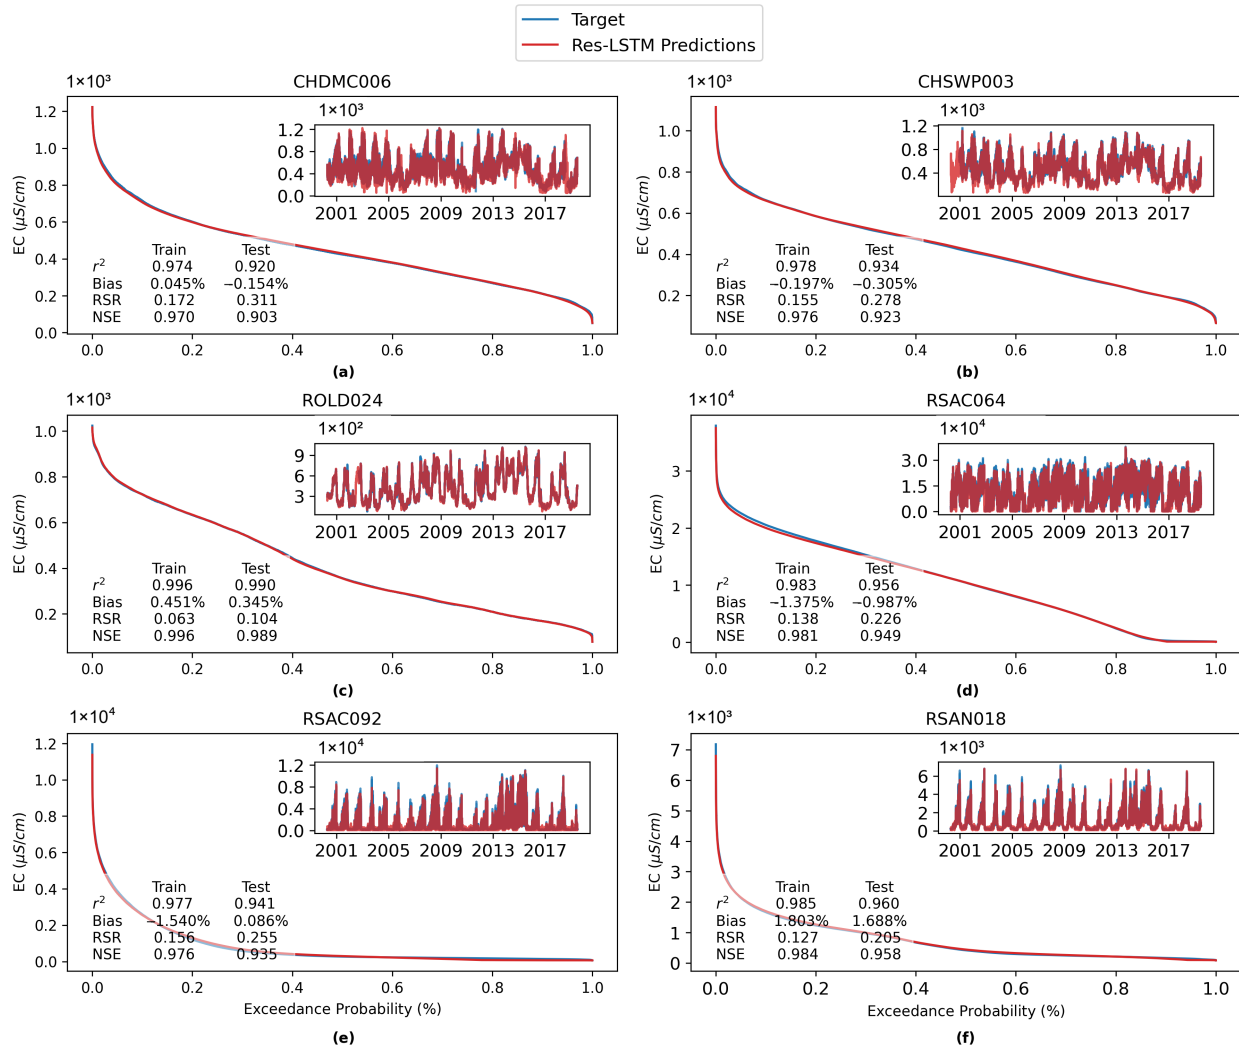 Target
Res-LSTM Predictions
1×10³ CHDMC006
EC (μS/cm)
1.2
1.0
0.8
0.6
0.4
0.2
0.0
1×10³
1.2
0.8
0.4
0.0
2001 2005 2009 2013 2017
Train Test
r² 0.974 0.920
Bias 0.045% −0.154%
RSR 0.172 0.311
NSE 0.970 0.903
0.0 0.2 0.4 0.6 0.8 1.0
(a)
1×10³ CHSWP003
EC (μS/cm)
1.0
0.8
0.6
0.4
0.2
1×10³
1.2
0.8
0.4
2001 2005 2009 2013 2017
Train Test
r² 0.978 0.934
Bias −0.197% −0.305%
RSR 0.155 0.278
NSE 0.976 0.923
0.0 0.2 0.4 0.6 0.8 1.0
(b)
1×10³ ROLD024
EC (μS/cm)
1.0
0.8
0.6
0.4
0.2
1×10²
9
6
3
2001 2005 2009 2013 2017
Train Test
r² 0.996 0.990
Bias 0.451% 0.345%
RSR 0.063 0.104
NSE 0.996 0.989
0.0 0.2 0.4 0.6 0.8 1.0
(c)
1×10⁴ RSAC064
EC (μS/cm)
3
2
1
0
1×10⁴
3.0
1.5
0.0
2001 2005 2009 2013 2017
Train Test
r² 0.983 0.956
Bias −1.375% −0.987%
RSR 0.138 0.226
NSE 0.981 0.949
0.0 0.2 0.4 0.6 0.8 1.0
(d)
1×10⁴ RSAC092
EC (μS/cm)
1.2
1.0
0.8
0.6
0.4
0.2
0.0
1×10⁴
1.2
0.8
0.4
0.0
2001 2005 2009 2013 2017
Train Test
r² 0.977 0.941
Bias −1.540% 0.086%
RSR 0.156 0.255
NSE 0.976 0.935
0.0 0.2 0.4 0.6 0.8 1.0
Exceedance Probability (%)
(e)
1×10³ RSAN018
EC (μS/cm)
7
6
5
4
3
2
1
0
1×10³
6
4
2
0
2001 2005 2009 2013 2017
Train Test
r² 0.985 0.960
Bias 1.803% 1.688%
RSR 0.127 0.205
NSE 0.984 0.958
0.0 0.2 0.4 0.6 0.8 1.0
Exceedance Probability (%)
(f)